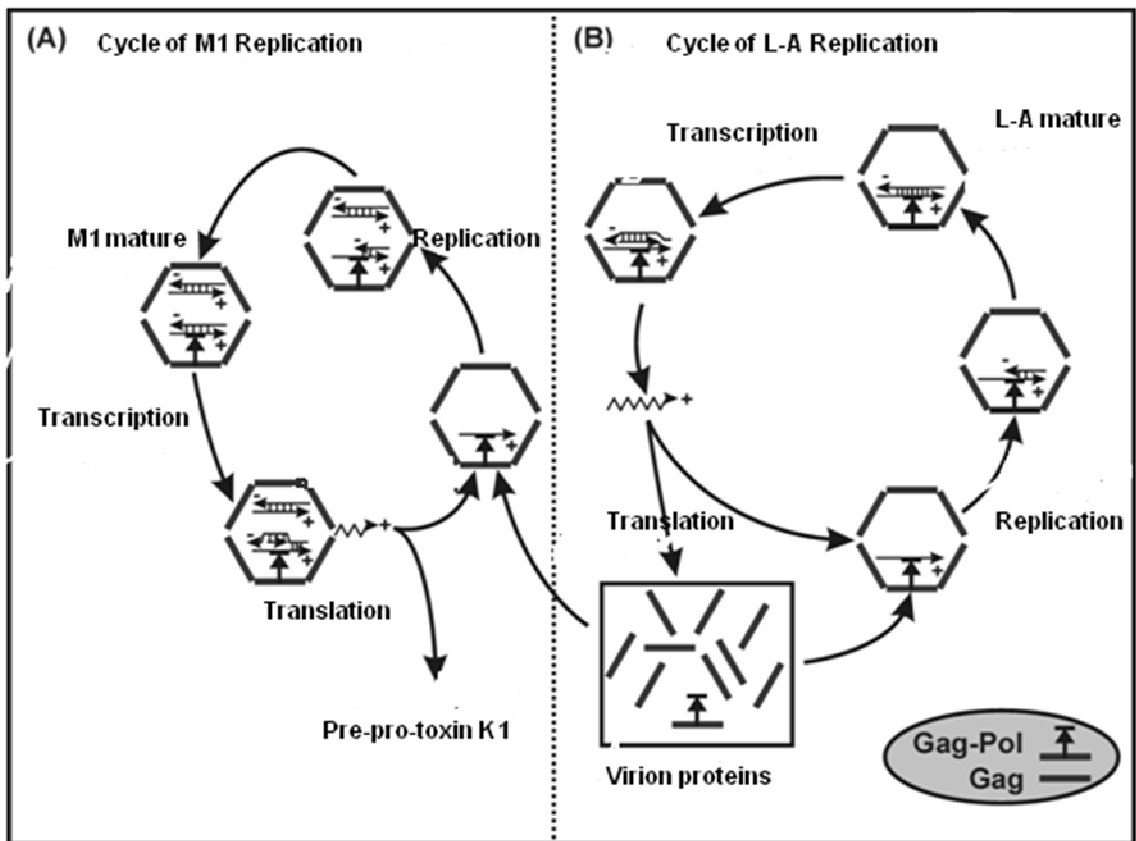 (A) Cycle of M1 Replication
M1 mature
Replication
Transcription
Translation
Pre-pro-toxin K1
(B) Cycle of L-A Replication
Transcription
L-A mature
Translation
Replication
Virion proteins
Gag-Pol
Gag
- + - +
- + - +
- + - +
+
+
- +
+
- +
- +
+